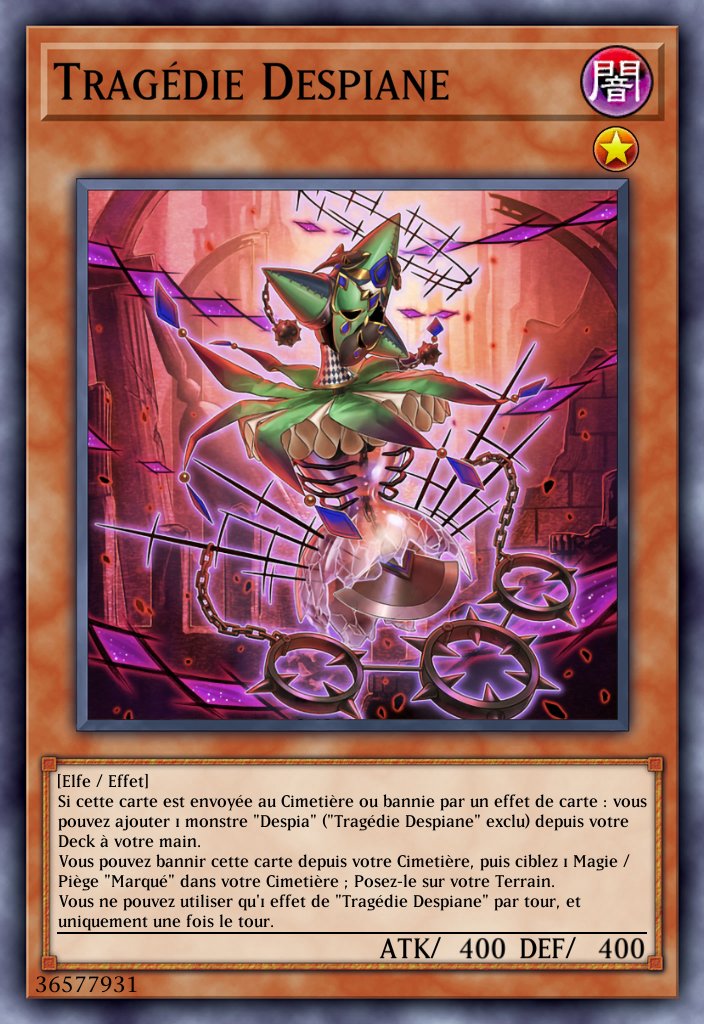 Tragédie Despiane
闇
[Elfe / Effet]
Si cette carte est envoyée au Cimetière ou bannie par un effet de carte : vous
pouvez ajouter 1 monstre "Despia" ("Tragédie Despiane" exclu) depuis votre
Deck à votre main.
Vous pouvez bannir cette carte depuis votre Cimetière, puis ciblez 1 Magie /
Piège "Marqué" dans votre Cimetière ; Posez-le sur votre Terrain.
Vous ne pouvez utiliser qu'1 effet de "Tragédie Despiane" par tour, et
uniquement une fois le tour.
ATK/ 400 DEF/ 400
36577931